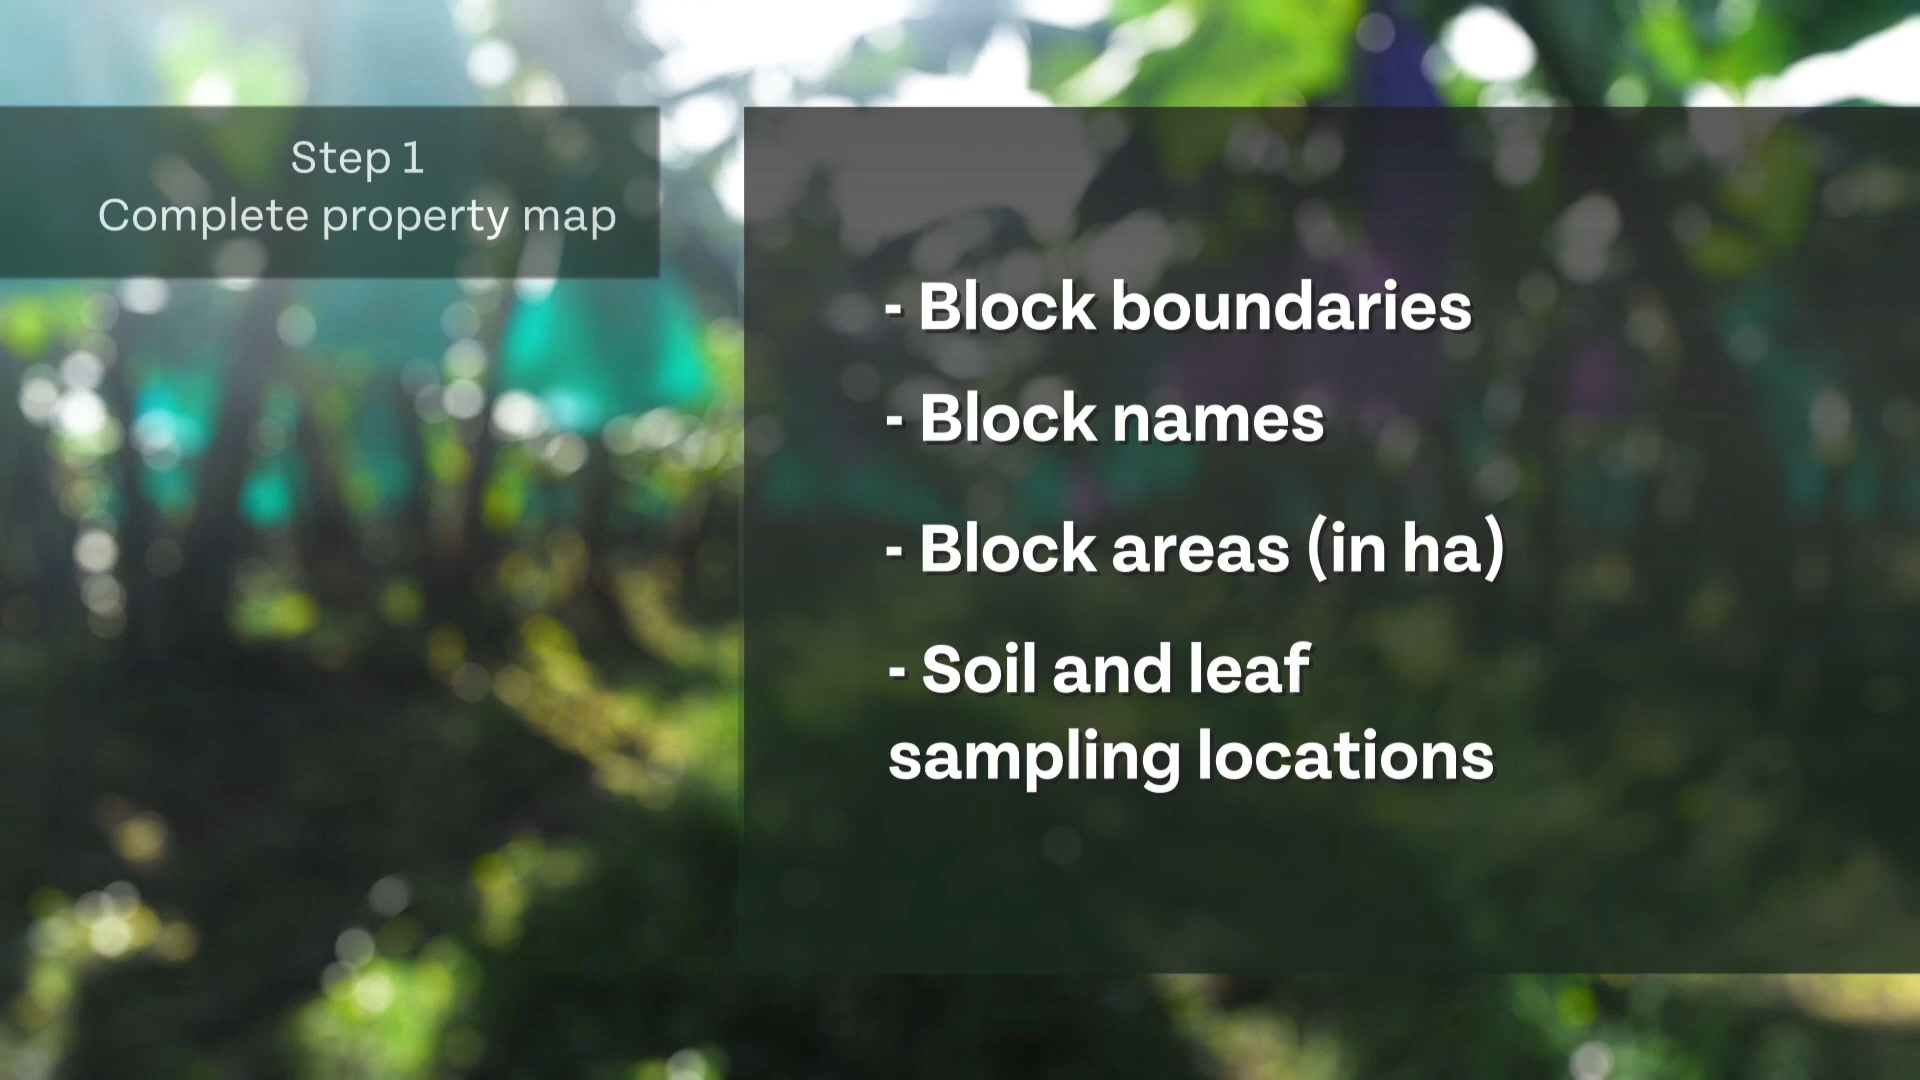 Step 1
Complete property map
- Block boundaries
- Block names
- Block areas (in ha)
- Soil and leaf
sampling locations